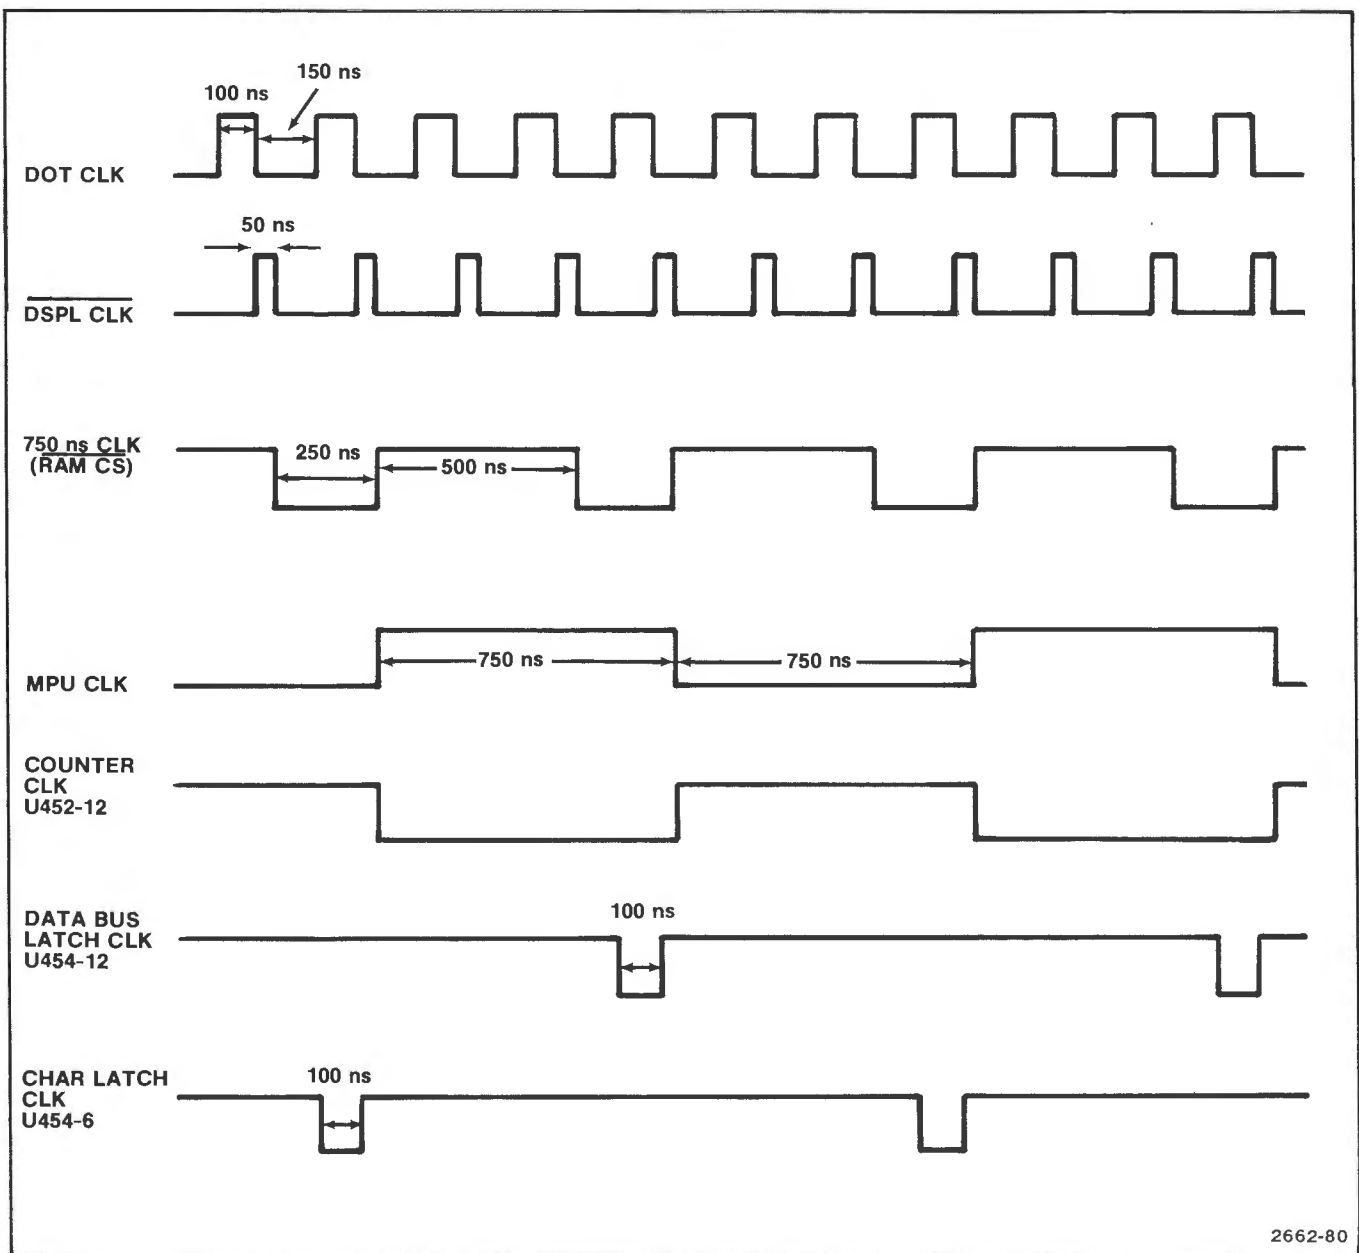 150 ns
100 ns
DOT CLK
50 ns
DSPL CLK
750 ns CLK
(RAM CS)
250 ns
500 ns
MPU CLK
750 ns
750 ns
COUNTER
CLK
U452-12
DATA BUS
LATCH CLK
U454-12
100 ns
CHAR LATCH
CLK
U454-6
100 ns
2662-80